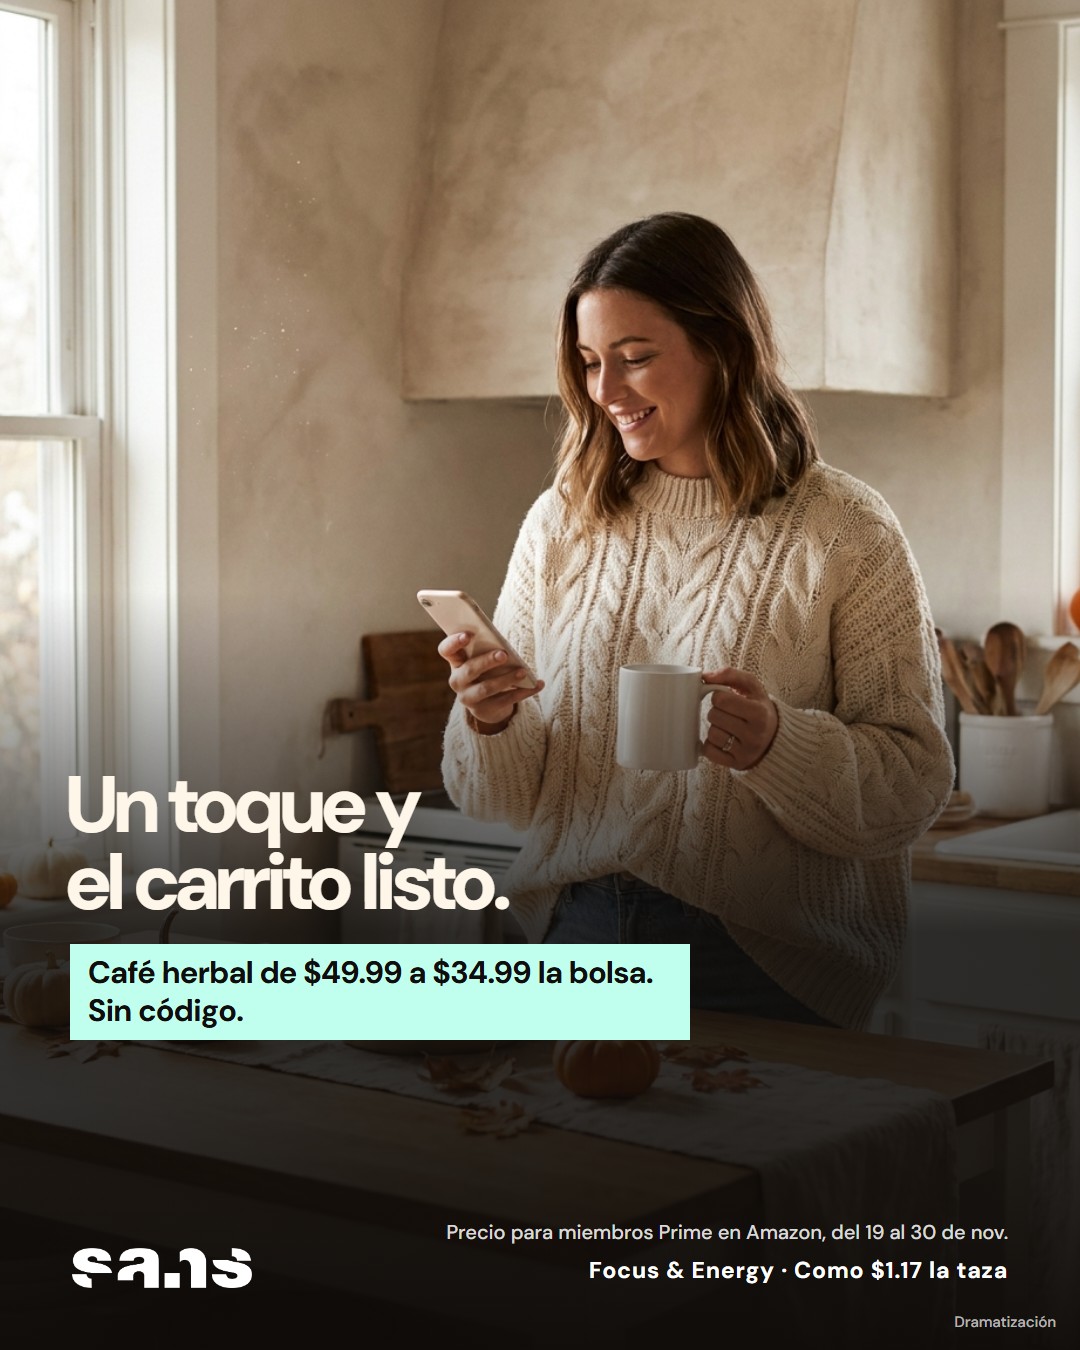 Un toque y
el carrito listo.
Café herbal de $49.99 a $34.99 la bolsa.
Sin código.
Precio para miembros Prime en Amazon, del 19 al 30 de nov.
sans
Focus & Energy · Como $1.17 la taza
Dramatización